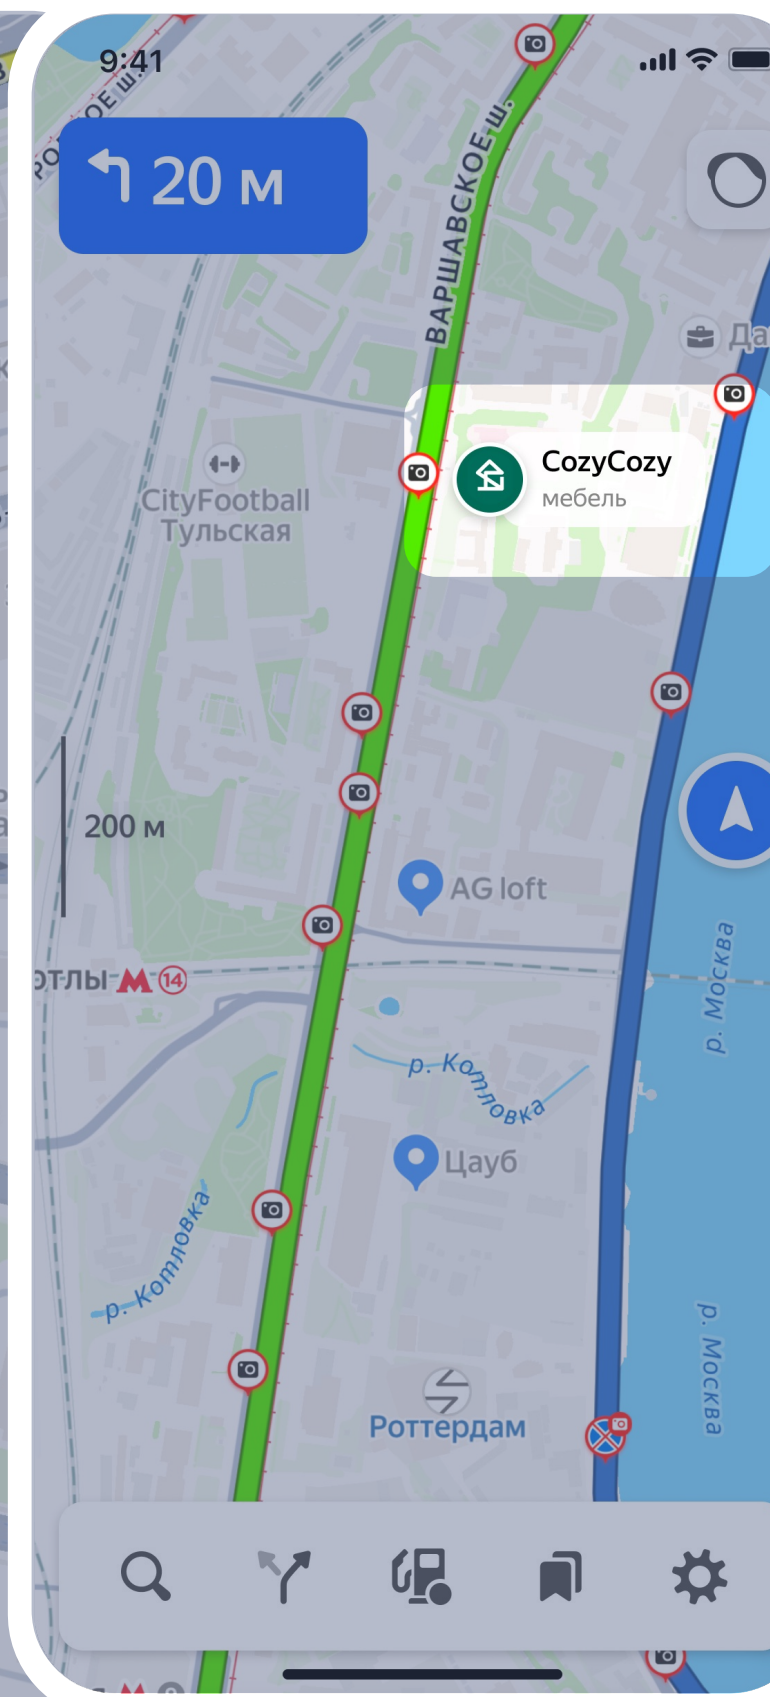 9:41
20 м
ВАРШАВСКОЕ Ш.
CozyCozy
мебель
CityFootball
Тульская
200 м
AG loft
р. Москва
14
р. Котловка
Цауб
р. Котловка
р. Москва
Роттердам